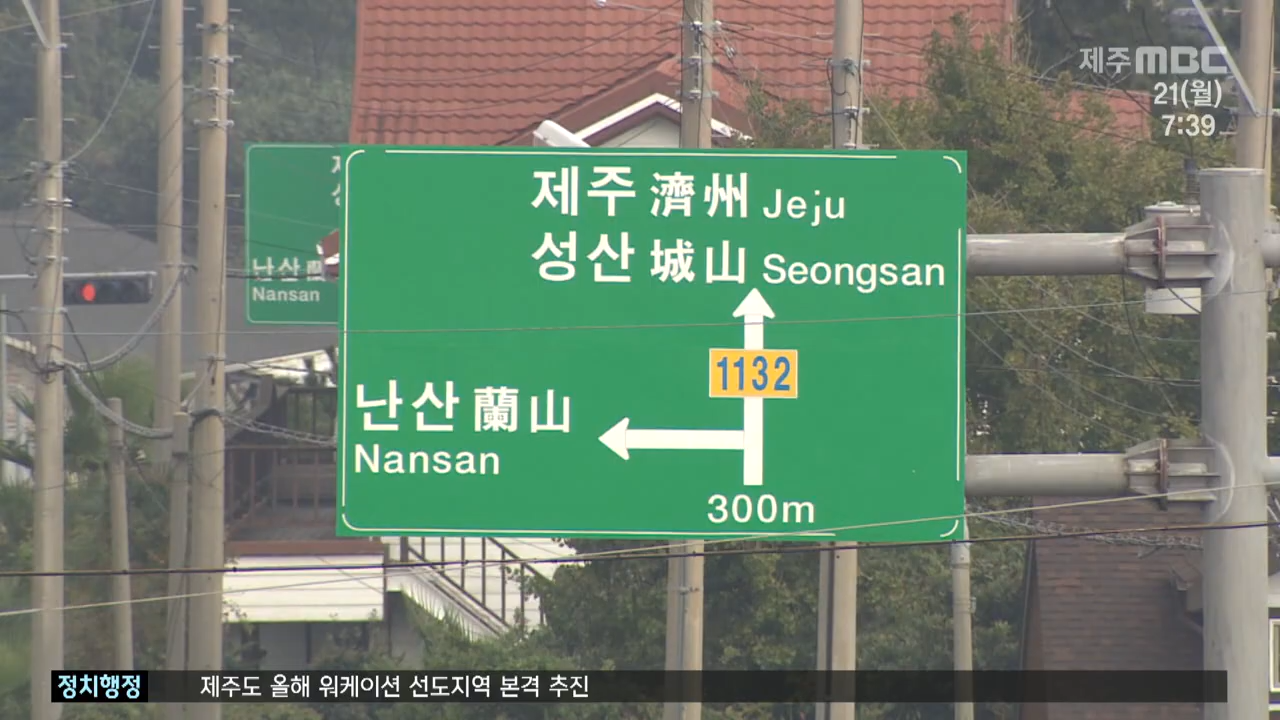 제주MBC
21(월)
7:39
제주 濟州 Jeju
성산 城山 Seongsan
1132
난산 蘭山
Nansan
300m
난산
Nansan
정치행정 제주도 올해 워케이션 선도지역 본격 추진